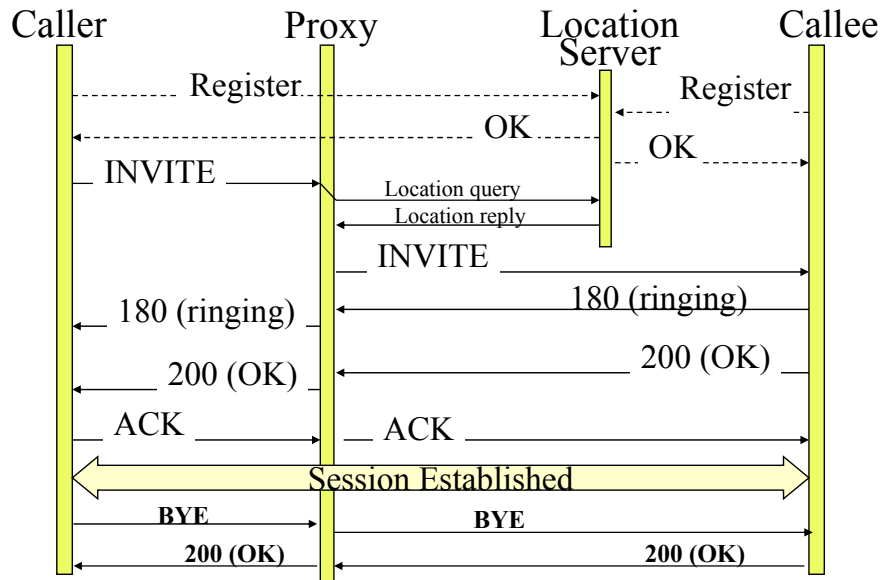 Caller
Proxy
Location
Server
Callee
Register
Register
OK
OK
INVITE
Location query
Location reply
INVITE
180 (ringing)
180 (ringing)
200 (OK)
200 (OK)
ACK
ACK
Session Established
BYE
BYE
200 (OK)
200 (OK)